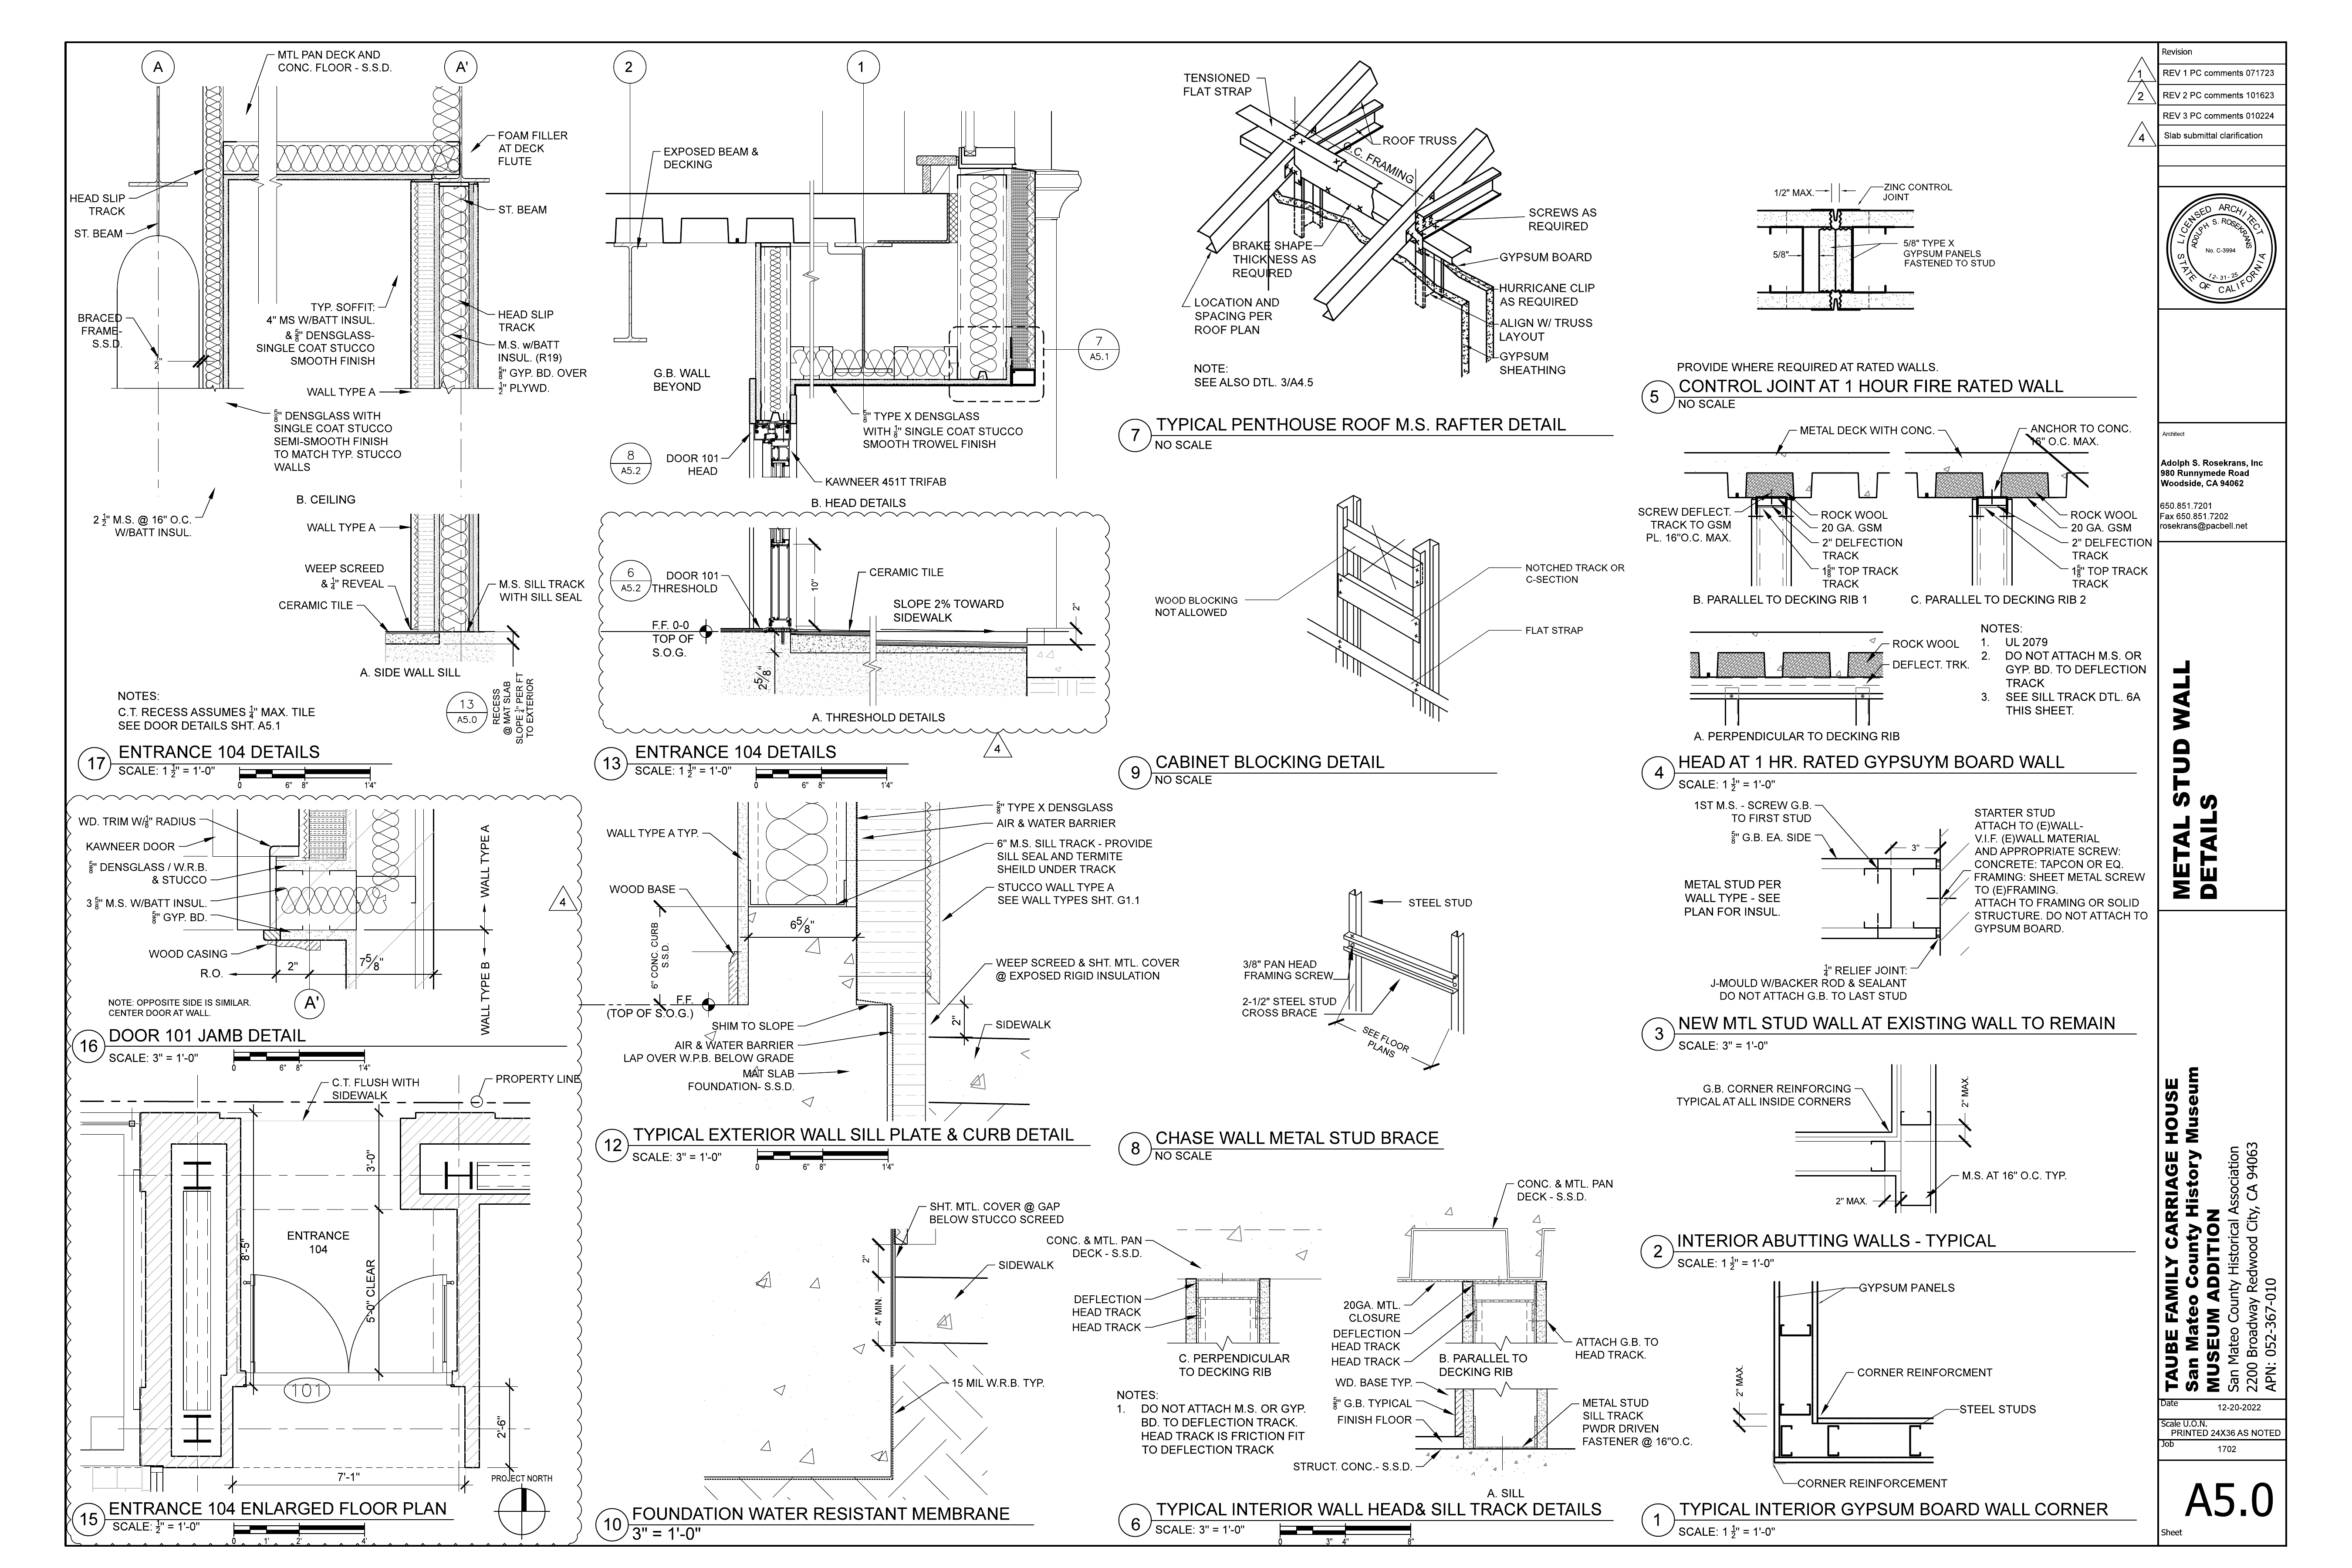 A
A'
MTL PAN DECK AND
CONC. FLOOR - S.S.D.
FOAM FILLER
AT DECK
FLUTE
HEAD SLIP
TRACK
ST. BEAM
ST. BEAM
TYP. SOFFIT:
4" MS W/BATT INSUL.
& 5/8" DENSGLASS-
SINGLE COAT STUCCO
SMOOTH FINISH
HEAD SLIP
TRACK
BRACED
FRAME-
S.S.D.
1/2"
M.S. w/BATT
INSUL. (R19)
5/8" GYP. BD. OVER
1/2" PLYWD.
WALL TYPE A
5/8" DENSGLASS WITH
SINGLE COAT STUCCO
SEMI-SMOOTH FINISH
TO MATCH TYP. STUCCO
WALLS
B. CEILING
2 1/2" M.S. @ 16" O.C.
W/BATT INSUL.
WALL TYPE A
WEEP SCREED
& 1/4" REVEAL
CERAMIC TILE
M.S. SILL TRACK
WITH SILL SEAL
A. SIDE WALL SILL
13
A5.0
RECESS
@ MAT SLAB
SLOPE 1/4" PER FT
TO EXTERIOR
NOTES:
C.T. RECESS ASSUMES 1/4" MAX. TILE
SEE DOOR DETAILS SHT. A5.1
17
ENTRANCE 104 DETAILS
SCALE: 1 1/2" = 1'-0"
0 6" 8" 1'4"
2
1
EXPOSED BEAM &
DECKING
G.B. WALL
BEYOND
7
A5.1
5/8" TYPE X DENSGLASS
WITH 1/8" SINGLE COAT STUCCO
SMOOTH TROWEL FINISH
8
A5.2
DOOR 101
HEAD
KAWNEER 451T TRIFAB
B. HEAD DETAILS
6
A5.2
DOOR 101
THRESHOLD
10"
CERAMIC TILE
SLOPE 2% TOWARD
SIDEWALK
2"
F.F. 0-0
TOP OF
S.O.G.
2 5/8"
A. THRESHOLD DETAILS
4
13
ENTRANCE 104 DETAILS
SCALE: 1 1/2" = 1'-0"
0 6" 8" 1'4"
TENSIONED
FLAT STRAP
ROOF TRUSS
O.C. FRAMING
SCREWS AS
REQUIRED
BRAKE SHAPE
THICKNESS AS
REQUIRED
GYPSUM BOARD
HURRICANE CLIP
AS REQUIRED
LOCATION AND
SPACING PER
ROOF PLAN
ALIGN W/ TRUSS
LAYOUT
GYPSUM
SHEATHING
NOTE:
SEE ALSO DTL. 3/A4.5
7
TYPICAL PENTHOUSE ROOF M.S. RAFTER DETAIL
NO SCALE
WOOD BLOCKING
NOT ALLOWED
NOTCHED TRACK OR
C-SECTION
FLAT STRAP
9
CABINET BLOCKING DETAIL
NO SCALE
1/2" MAX.
ZINC CONTROL
JOINT
5/8"
5/8" TYPE X
GYPSUM PANELS
FASTENED TO STUD
PROVIDE WHERE REQUIRED AT RATED WALLS.
5
CONTROL JOINT AT 1 HOUR FIRE RATED WALL
NO SCALE
METAL DECK WITH CONC.
ANCHOR TO CONC.
16" O.C. MAX.
SCREW DEFLECT.
TRACK TO GSM
PL. 16"O.C. MAX.
ROCK WOOL
20 GA. GSM
2" DELFECTION
TRACK
1 5/8" TOP TRACK
TRACK
ROCK WOOL
20 GA. GSM
2" DELFECTION
TRACK
1 5/8" TOP TRACK
TRACK
B. PARALLEL TO DECKING RIB 1
C. PARALLEL TO DECKING RIB 2
ROCK WOOL
DEFLECT. TRK.
NOTES:
1. UL 2079
2. DO NOT ATTACH M.S. OR
GYP. BD. TO DEFLECTION
TRACK
3. SEE SILL TRACK DTL. 6A
THIS SHEET.
A. PERPENDICULAR TO DECKING RIB
4
HEAD AT 1 HR. RATED GYPSUYM BOARD WALL
SCALE: 1 1/2" = 1'-0"
WD. TRIM W/1/8" RADIUS
KAWNEER DOOR
5/8" DENSGLASS / W.R.B.
& STUCCO
3 5/8" M.S. W/BATT INSUL.
5/8" GYP. BD.
WOOD CASING
R.O.
2"
7 5/8"
A'
WALL TYPE A
WALL TYPE B
4
NOTE: OPPOSITE SIDE IS SIMILAR.
CENTER DOOR AT WALL.
16
DOOR 101 JAMB DETAIL
SCALE: 3" = 1'-0"
0 6" 8" 1'4"
C.T. FLUSH WITH
SIDEWALK
PROPERTY LINE
3'-0"
8'-5"
ENTRANCE
104
5'-0" CLEAR
101
2'-6"
7'-1"
PROJECT NORTH
15
ENTRANCE 104 ENLARGED FLOOR PLAN
SCALE: 1/2" = 1'-0"
0 1' 2' 4'
WALL TYPE A TYP.
5/8" TYPE X DENSGLASS
AIR & WATER BARRIER
6" M.S. SILL TRACK - PROVIDE
SILL SEAL AND TERMITE
SHEILD UNDER TRACK
WOOD BASE
STUCCO WALL TYPE A
SEE WALL TYPES SHT. G1.1
6 5/8"
6" CONC. CURB
S.S.D.
WEEP SCREED & SHT. MTL. COVER
@ EXPOSED RIGID INSULATION
F.F.
(TOP OF S.O.G.)
SHIM TO SLOPE
2"
SIDEWALK
AIR & WATER BARRIER
LAP OVER W.P.B. BELOW GRADE
MAT SLAB
FOUNDATION- S.S.D.
12
TYPICAL EXTERIOR WALL SILL PLATE & CURB DETAIL
SCALE: 3" = 1'-0"
0 6" 8" 1'4"
SHT. MTL. COVER @ GAP
BELOW STUCCO SCREED
2"
SIDEWALK
4" MIN.
15 MIL W.R.B. TYP.
10
FOUNDATION WATER RESISTANT MEMBRANE
3" = 1'-0"
STEEL STUD
3/8" PAN HEAD
FRAMING SCREW
2-1/2" STEEL STUD
CROSS BRACE
SEE FLOOR
PLANS
8
CHASE WALL METAL STUD BRACE
NO SCALE
CONC. & MTL. PAN
DECK - S.S.D.
CONC. & MTL. PAN
DECK - S.S.D.
DEFLECTION
HEAD TRACK
HEAD TRACK
20GA. MTL.
CLOSURE
DEFLECTION
HEAD TRACK
HEAD TRACK
ATTACH G.B. TO
HEAD TRACK.
C. PERPENDICULAR
TO DECKING RIB
B. PARALLEL TO
DECKING RIB
NOTES:
1. DO NOT ATTACH M.S. OR GYP.
BD. TO DEFLECTION TRACK.
HEAD TRACK IS FRICTION FIT
TO DEFLECTION TRACK
WD. BASE TYP.
5/8" G.B. TYPICAL
FINISH FLOOR
METAL STUD
SILL TRACK
PWDR DRIVEN
FASTENER @ 16"O.C.
STRUCT. CONC.- S.S.D.
A. SILL
6
TYPICAL INTERIOR WALL HEAD& SILL TRACK DETAILS
SCALE: 3" = 1'-0"
0 3" 4" 8"
1ST M.S. - SCREW G.B.
TO FIRST STUD
5/8" G.B. EA. SIDE
3"
METAL STUD PER
WALL TYPE - SEE
PLAN FOR INSUL.
STARTER STUD
ATTACH TO (E)WALL-
V.I.F. (E)WALL MATERIAL
AND APPROPRIATE SCREW:
CONCRETE: TAPCON OR EQ.
FRAMING: SHEET METAL SCREW
TO (E)FRAMING.
ATTACH TO FRAMING OR SOLID
STRUCTURE. DO NOT ATTACH TO
GYPSUM BOARD.
1/4" RELIEF JOINT:
J-MOULD W/BACKER ROD & SEALANT
DO NOT ATTACH G.B. TO LAST STUD
3
NEW MTL STUD WALL AT EXISTING WALL TO REMAIN
SCALE: 3" = 1'-0"
G.B. CORNER REINFORCING
TYPICAL AT ALL INSIDE CORNERS
2" MAX.
M.S. AT 16" O.C. TYP.
2" MAX.
2
INTERIOR ABUTTING WALLS - TYPICAL
SCALE: 1 1/2" = 1'-0"
GYPSUM PANELS
2" MAX.
CORNER REINFORCMENT
STEEL STUDS
CORNER REINFORCEMENT
1
TYPICAL INTERIOR GYPSUM BOARD WALL CORNER
SCALE: 1 1/2" = 1'-0"
Revision
1
REV 1 PC comments 071723
2
REV 2 PC comments 101623
REV 3 PC comments 010224
4
Slab submittal clarification
LICENSED ARCHITECT
ADOLPH S. ROSEKRANS
No. C-3994
12-31-25
STATE OF CALIFORNIA
Architect
Adolph S. Rosekrans, Inc
980 Runnymede Road
Woodside, CA 94062
650.851.7201
Fax 650.851.7202
rosekrans@pacbell.net
METAL STUD WALL
DETAILS
TAUBE FAMILY CARRIAGE HOUSE
San Mateo County History Museum
MUSEUM ADDITION
San Mateo County Historical Association
2200 Broadway Redwood City, CA 94063
APN: 0552-367-010
Date
12-20-2022
Scale U.O.N.
PRINTED 24X36 AS NOTED
Job
1702
A5.0
Sheet